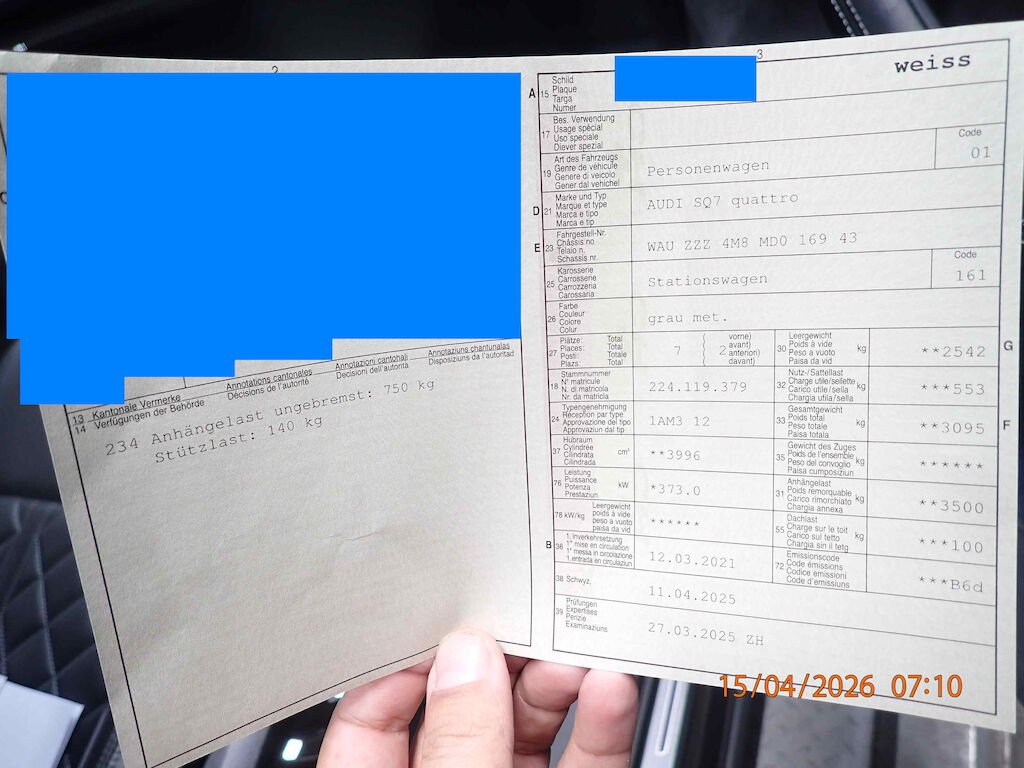 2
3
weiss
A
15
Schild
Plaque
Targa
Numer
17
Bes. Verwendung
Usage spécial
Uso speciale
Diever spezial
19
Art des Fahrzeugs
Genre de véhicule
Genere di veicolo
Gener dal vehichel
Personenwagen
Code
01
D
21
Marke und Typ
Marque et type
Marca e tipo
Marca e tip
AUDI SQ7 quattro
E
23
Fahrgestell-Nr.
Châssis no
Telaio n.
Schassis nr.
WAU ZZZ 4M8 MD0 169 43
25
Karosserie
Carrosserie
Carrozzeria
Carossaria
Stationswagen
Code
161
26
Farbe
Couleur
Colore
Colur
grau met.
27
Plätze: Total
Places: Total
Posti: Totale
Plazs: Total
7
( 2
vorne)
avant)
anteriori)
davant)
30
Leergewicht
Poids à vide
Peso a vuoto
Paisa da vid
kg
**2542
G
18
Stammnummer
N° matricule
N. di matricola
Nr. da matricla
224.119.379
32
Nutz-/Sattellast
Charge utile/sellette
Carico utile/sella
Chargia utila/sella
kg
***553
24
Typengenehmigung
Réception par type
Approvazione del tipo
Approvaziun dal tip
1AM3 12
33
Gesamtgewicht
Poids total
Peso totale
Paisa totala
kg
**3095
F
37
Hubraum
Cylindrée
Cilindrata
Cilindrada
cm³
**3996
35
Gewicht des Zuges
Poids de l'ensemble
Peso del convoglio
Paisa cumposiziun
kg
******
76
Leistung
Puissance
Potenza
Prestaziun
kW
*373.0
31
Anhängelast
Poids remorquable
Carico rimorchiato
Chargia annexa
kg
**3500
78 kW/kg
Leergewicht
poids à vide
peso a vuoto
paisa da vid
******
55
Dachlast
Charge sur le toit
Carico sul tetto
Chargia sin il tetg
kg
***100
B
36
1. Inverkehrsetzung
1re mise en circulation
1a messa in circolazione
1. entrada en circulaziun
12.03.2021
72
Emissionscode
Code émissions
Codice emissioni
Code d'emissiuns
***B6d
38 Schwyz,
11.04.2025
39
Prüfungen
Expertises
Perizie
Examinaziuns
27.03.2025 ZH
13 Kantonale Vermerke
14 Verfügungen der Behörde
Annotations cantonales
Décisions de l'autorité
Annotazioni cantonali
Decisioni dell'autorità
Annotaziuns chantunalas
Disposiziuns da l'autoritad
234 Anhängelast ungebremst: 750 kg
Stützlast: 140 kg
15/04/2026 07:10